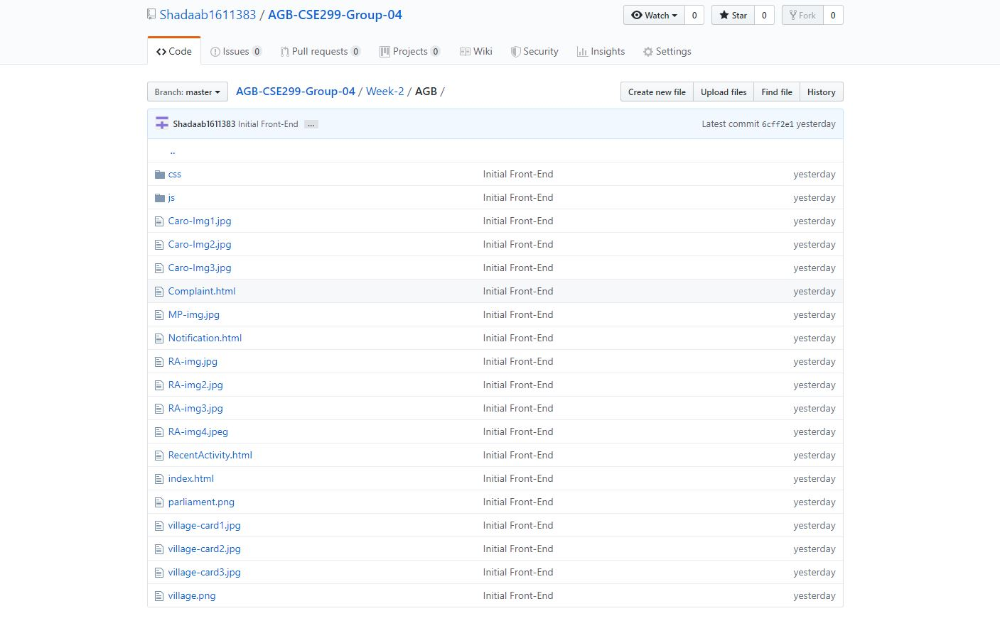 Shadaab1611383 / AGB-CSE299-Group-04 Watch 0 Star 0 Fork 0
Code Issues 0 Pull requests 0 Projects 0 Wiki Security Insights Settings
Branch: master AGB-CSE299-Group-04 / Week-2 / AGB / Create new file Upload files Find file History
Shadaab1611383 Initial Front-End ... Latest commit 6cff2e1 yesterday
..
css Initial Front-End yesterday
js Initial Front-End yesterday
Caro-Img1.jpg Initial Front-End yesterday
Caro-Img2.jpg Initial Front-End yesterday
Caro-Img3.jpg Initial Front-End yesterday
Complaint.html Initial Front-End yesterday
MP-img.jpg Initial Front-End yesterday
Notification.html Initial Front-End yesterday
RA-img.jpg Initial Front-End yesterday
RA-img2.jpg Initial Front-End yesterday
RA-img3.jpg Initial Front-End yesterday
RA-img4.jpeg Initial Front-End yesterday
RecentActivity.html Initial Front-End yesterday
index.html Initial Front-End yesterday
parliament.png Initial Front-End yesterday
village-card1.jpg Initial Front-End yesterday
village-card2.jpg Initial Front-End yesterday
village-card3.jpg Initial Front-End yesterday
village.png Initial Front-End yesterday